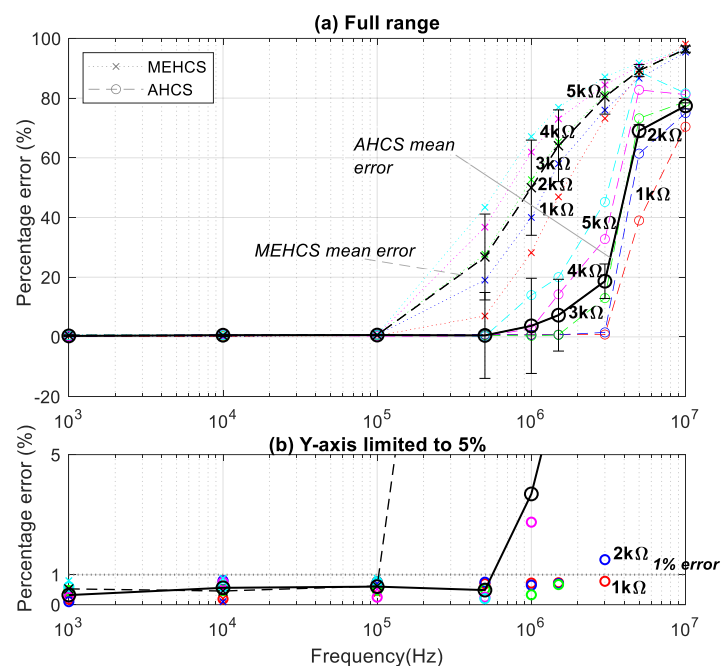 (a) Full range
100
80
60
40
20
0
-20
Percentage error (%)
MEHCS
AHCS
5kΩ
4kΩ
3kΩ
2kΩ
1kΩ
AHCS mean
error
MEHCS mean error
2kΩ
1kΩ
5kΩ
4kΩ
3kΩ
10³ 10⁴ 10⁵ 10⁶ 10⁷
(b) Y-axis limited to 5%
5
1
0
Percentage error (%)
2kΩ
1% error
1kΩ
10³ 10⁴ 10⁵ 10⁶ 10⁷
Frequency(Hz)